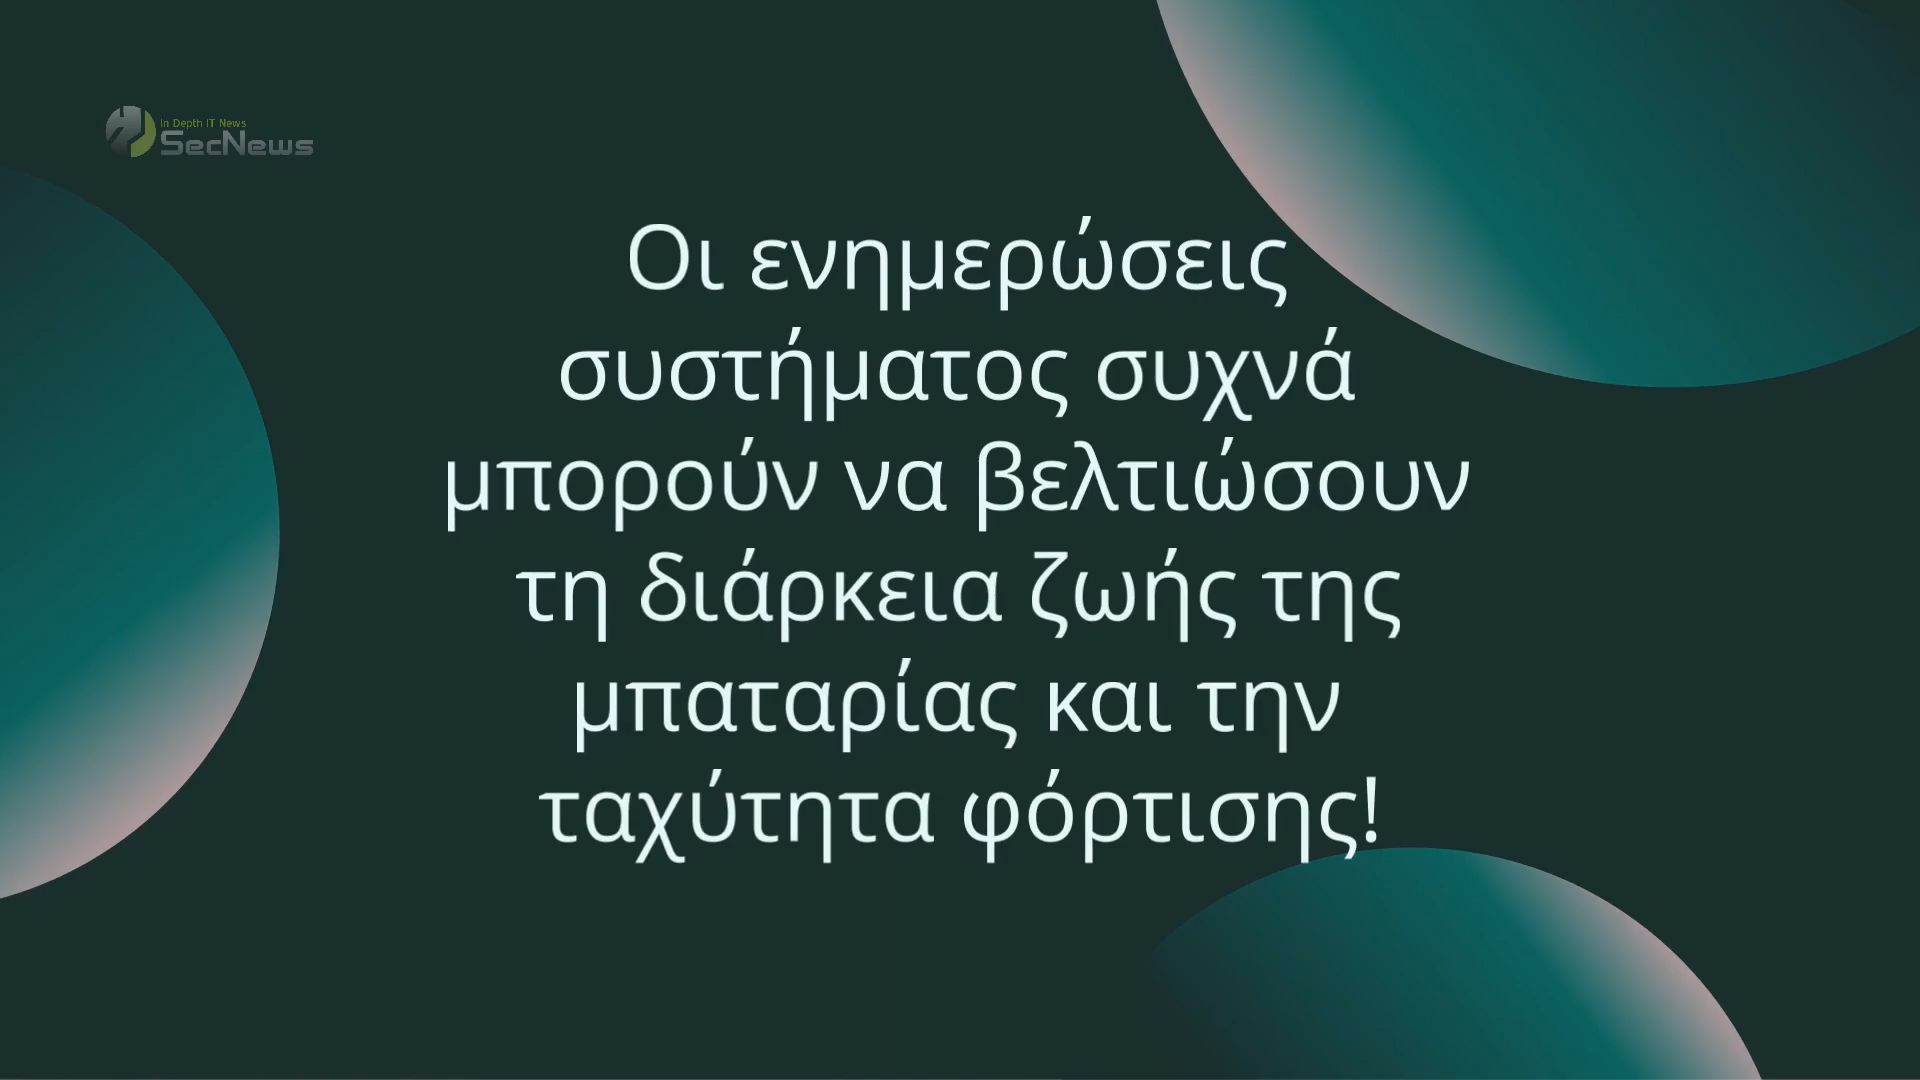 In Depth IT News
SecNews
Οι ενημερώσεις
συστήματος συχνά
μπορούν να βελτιώσουν
τη διάρκεια ζωής της
μπαταρίας και την
ταχύτητα φόρτισης!